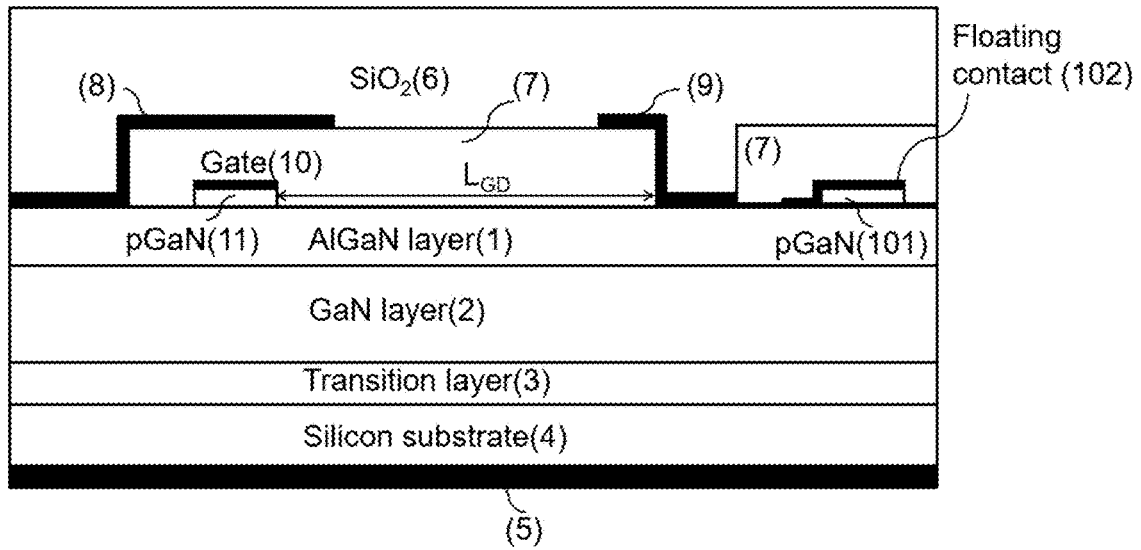 Floating
contact (102)
SiO₂(6)
(8)
(7)
(9)
(7)
Gate(10)
L_GD
pGaN(11)
AlGaN layer(1)
pGaN(101)
GaN layer(2)
Transition layer(3)
Silicon substrate(4)
(5)